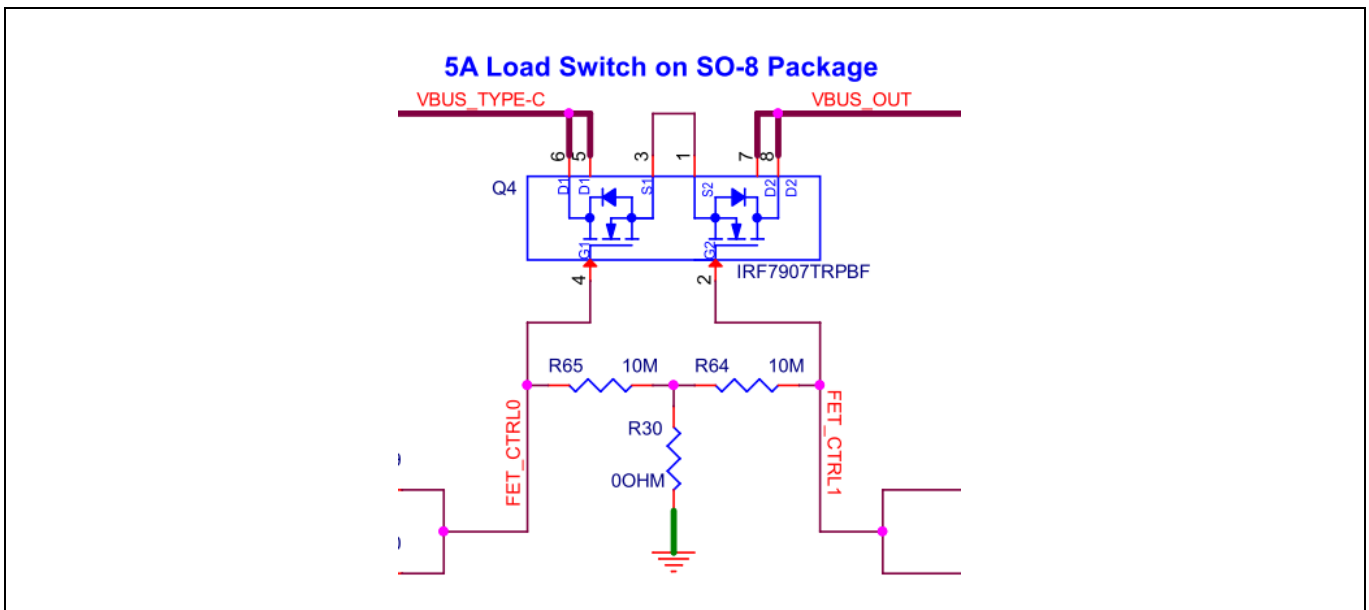 5A Load Switch on SO-8 Package
VBUS_TYPE-C
VBUS_OUT
6
5
3
1
7
8
Q4
D1
D1
S1
S2
D2
D2
G1
G2
IRF7907TRPBF
4
2
R65
10M
R64
10M
FET_CTRL0
R30
0OHM
FET_CTRL1